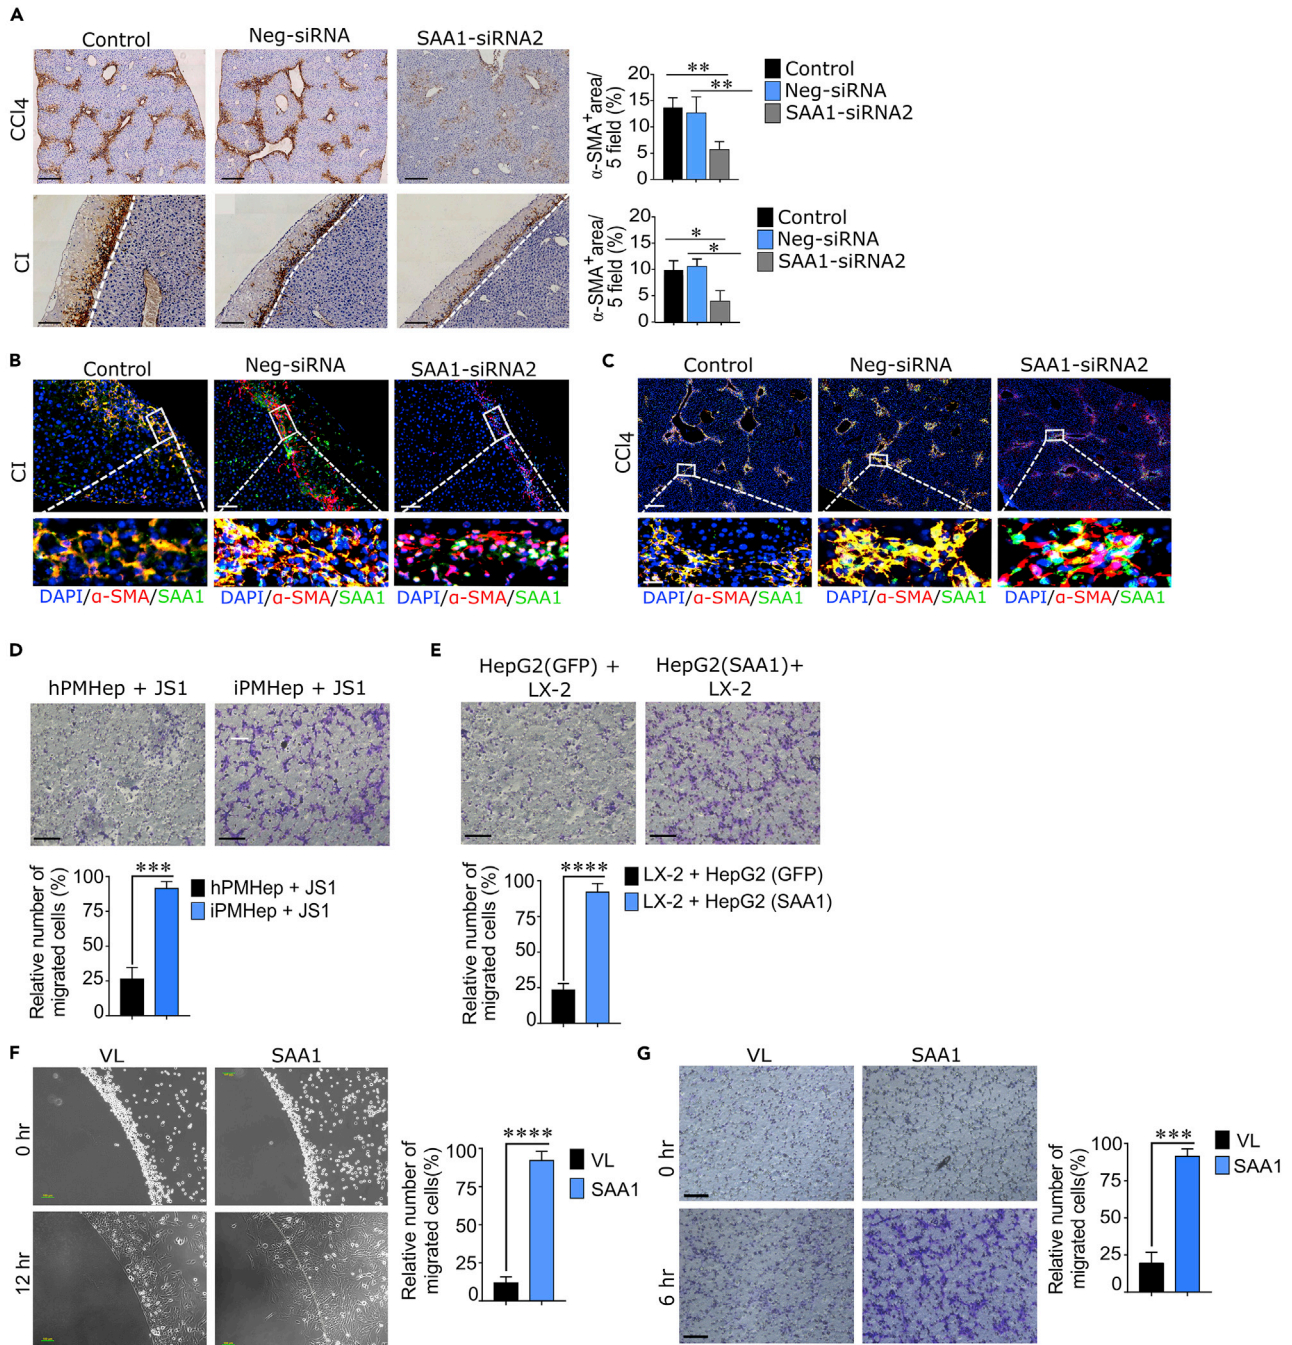 A
Control
Neg-siRNA
SAA1-siRNA2
CCl4
CI
α-SMA+area/
5 field (%)
20
15
10
5
0
**
**
Control
Neg-siRNA
SAA1-siRNA2
α-SMA+area/
5 field (%)
20
15
10
5
0
*
*
Control
Neg-siRNA
SAA1-siRNA2
B
Control
Neg-siRNA
SAA1-siRNA2
CI
DAPI/α-SMA/SAA1
DAPI/α-SMA/SAA1
DAPI/α-SMA/SAA1
C
Control
Neg-siRNA
SAA1-siRNA2
CCl4
DAPI/α-SMA/SAA1
DAPI/α-SMA/SAA1
DAPI/α-SMA/SAA1
D
hPMHep + JS1
iPMHep + JS1
Relative number of
migrated cells (%)
100
75
50
25
0
***
hPMHep + JS1
iPMHep + JS1
E
HepG2(GFP) +
LX-2
HepG2(SAA1)+
LX-2
Relative number of
migrated cells (%)
100
75
50
25
0
****
LX-2 + HepG2 (GFP)
LX-2 + HepG2 (SAA1)
F
VL
SAA1
0 hr
12 hr
Relative number of
migrated cells(%)
100
75
50
25
0
****
VL
SAA1
G
VL
SAA1
0 hr
6 hr
Relative number of
migrated cells(%)
100
75
50
25
0
***
VL
SAA1